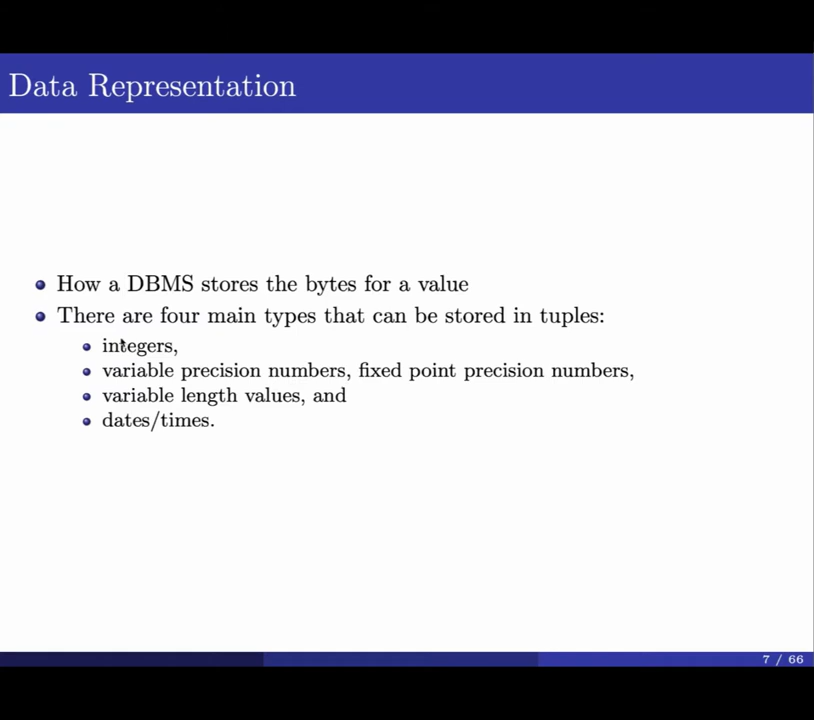 Data Representation
How a DBMS stores the bytes for a value
There are four main types that can be stored in tuples:
integers,
variable precision numbers, fixed point precision numbers,
variable length values, and
dates/times.
7 / 66